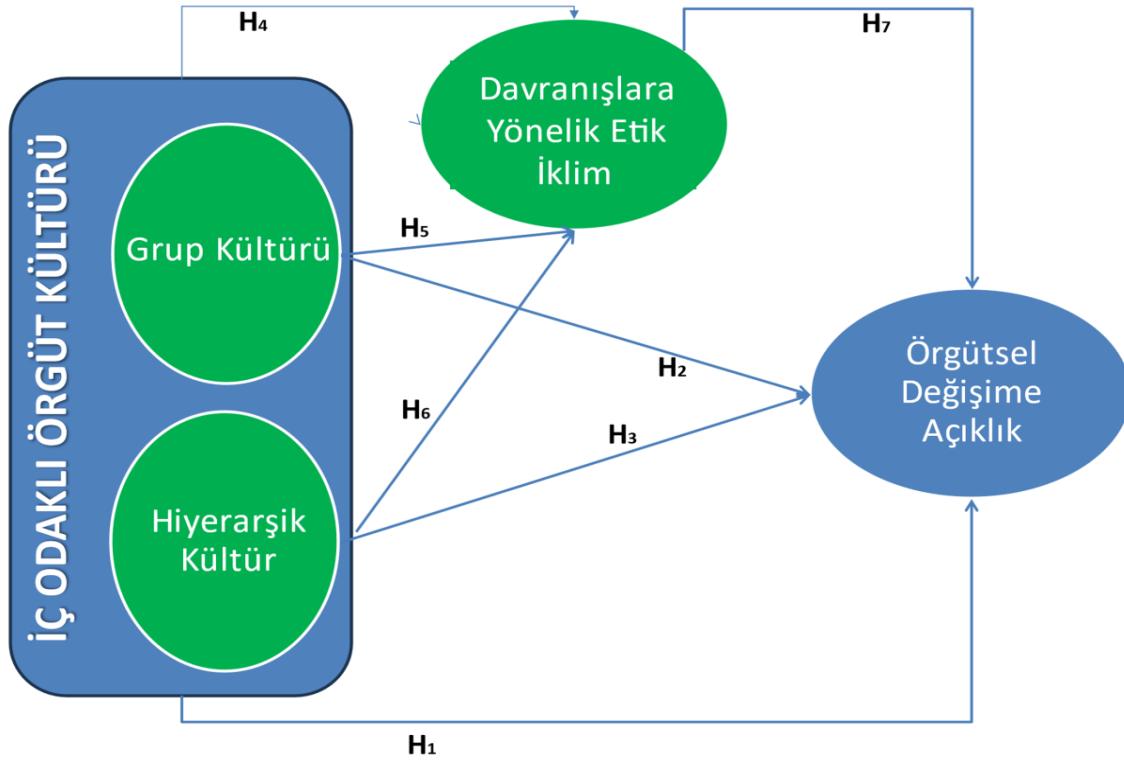 H₄
H₇
Davranışlara
Yönelik Etik
İklim
İÇ ODAKLI ÖRGÜT KÜLTÜRÜ
Grup Kültürü
H₅
H₂
H₆
H₃
Örgütsel
Değişime
Açıklık
Hiyerarşik
Kültür
H₁